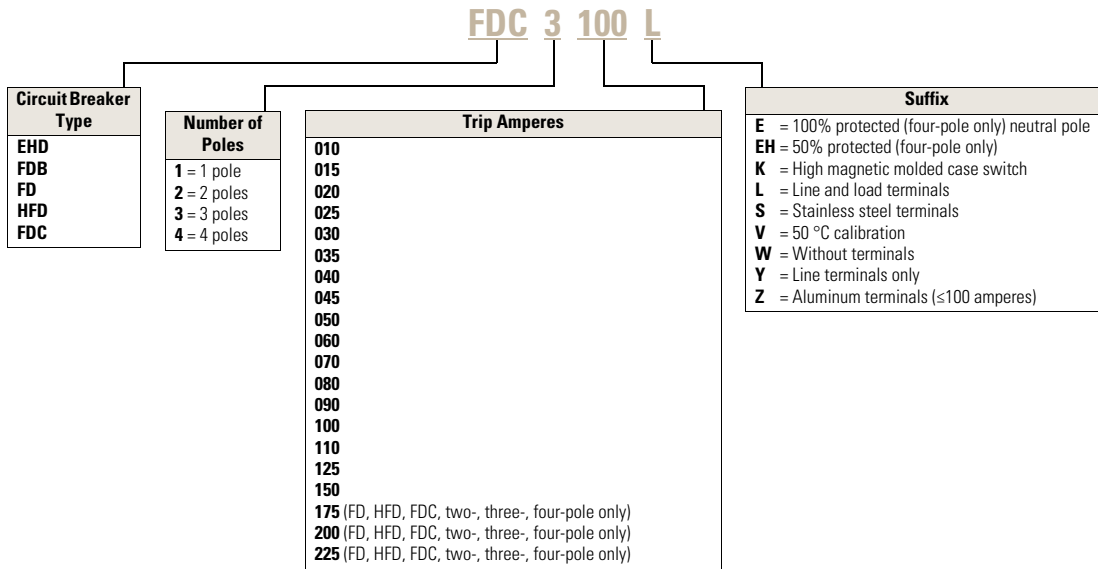 FDC 3 100 L
Circuit Breaker
Type
EHD
FDB
FD
HFD
FDC
Number of
Poles
1 = 1 pole
2 = 2 poles
3 = 3 poles
4 = 4 poles
Trip Amperes
010
015
020
025
030
035
040
045
050
060
070
080
090
100
110
125
150
175 (FD, HFD, FDC, two-, three-, four-pole only)
200 (FD, HFD, FDC, two-, three-, four-pole only)
225 (FD, HFD, FDC, two-, three-, four-pole only)
Suffix
E = 100% protected (four-pole only) neutral pole
EH = 50% protected (four-pole only)
K = High magnetic molded case switch
L = Line and load terminals
S = Stainless steel terminals
V = 50 °C calibration
W = Without terminals
Y = Line terminals only
Z = Aluminum terminals (≤100 amperes)